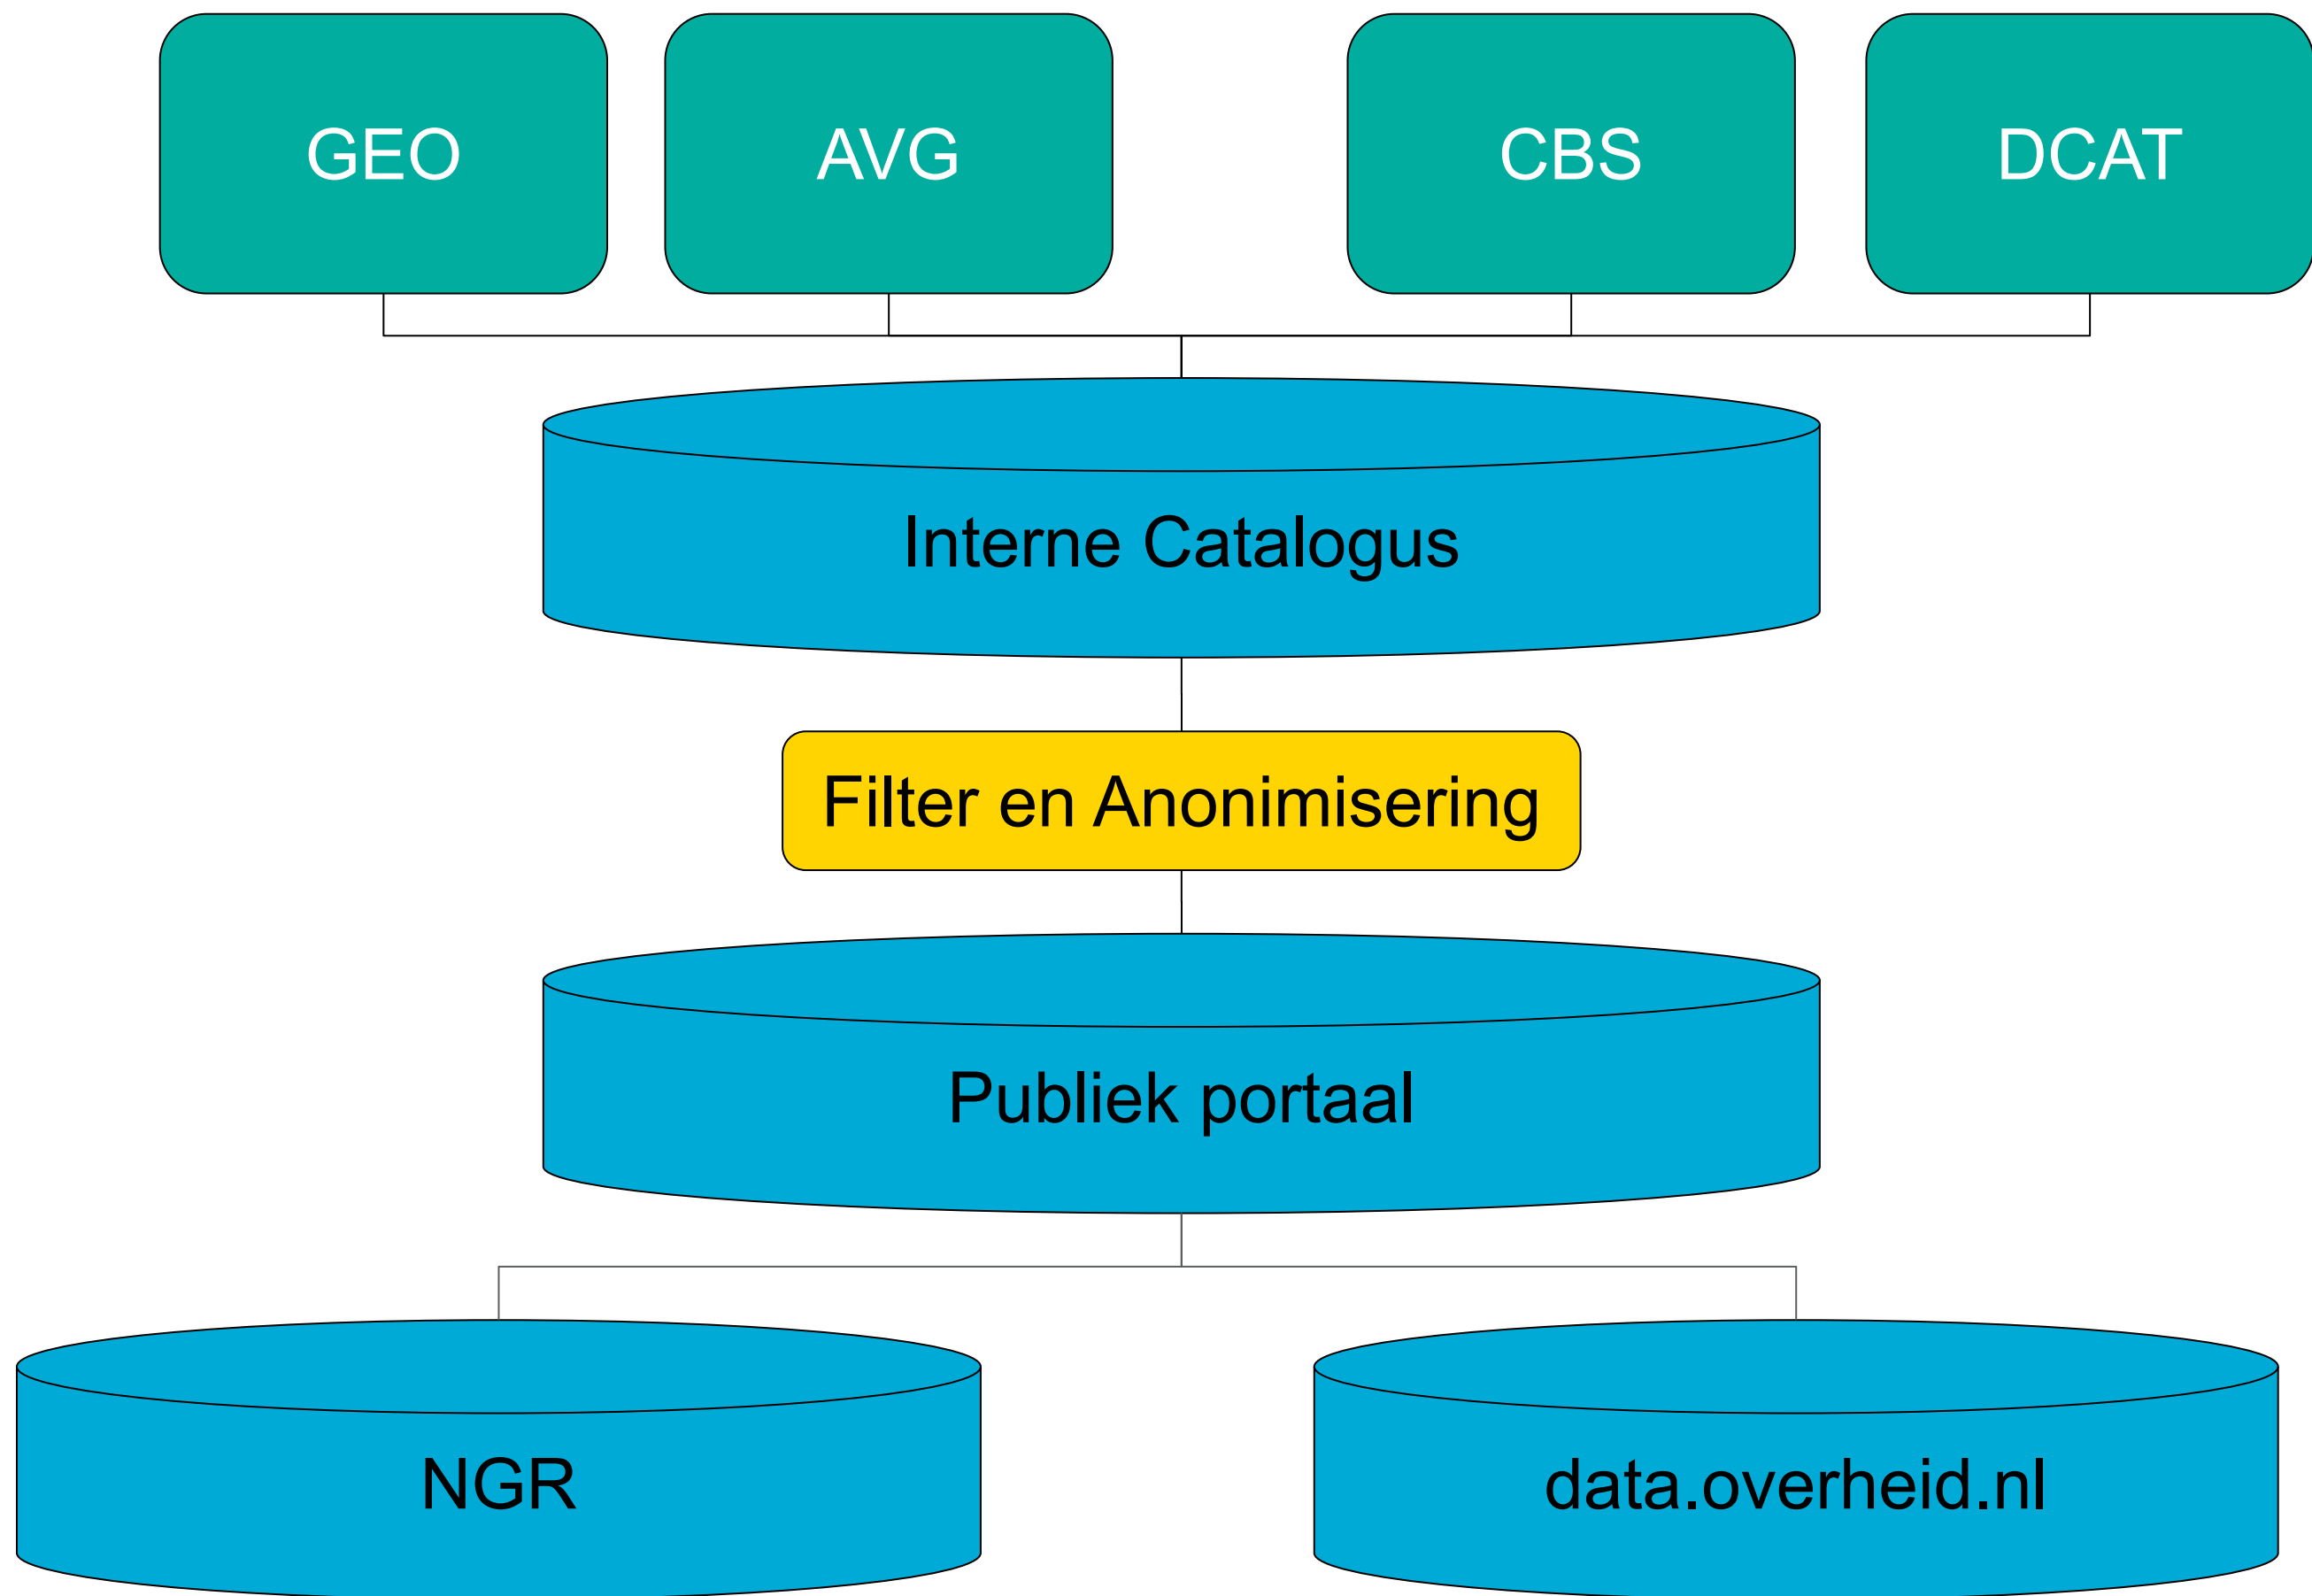 GEO
AVG
CBS
DCAT
Interne Catalogus
Filter en Anonimisering
Publiek portaal
NGR
data.overheid.nl